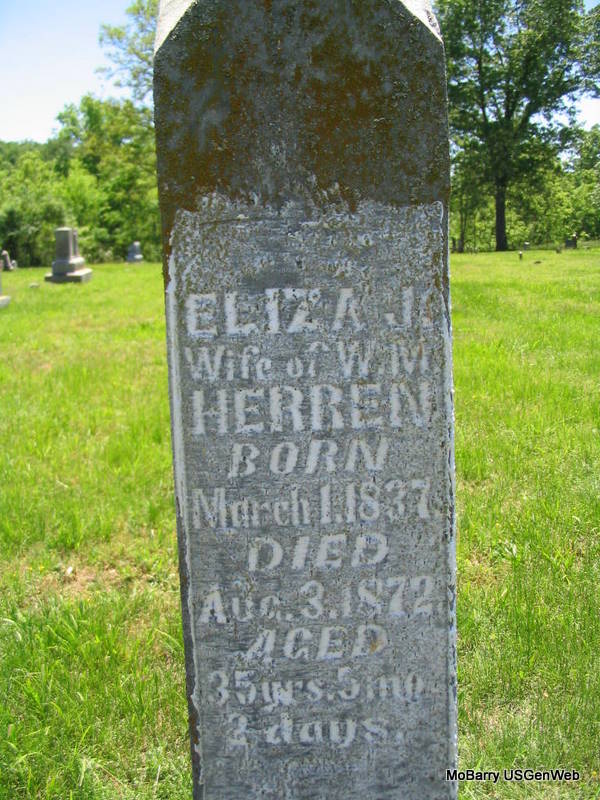 ELIZA J.
Wife of W.M.
HERREN
BORN
March 1.1837.
DIED
AUG. 3.1872.
AGED
35 yrs. 5 mo.
2 days.
MoBarry USGenWeb